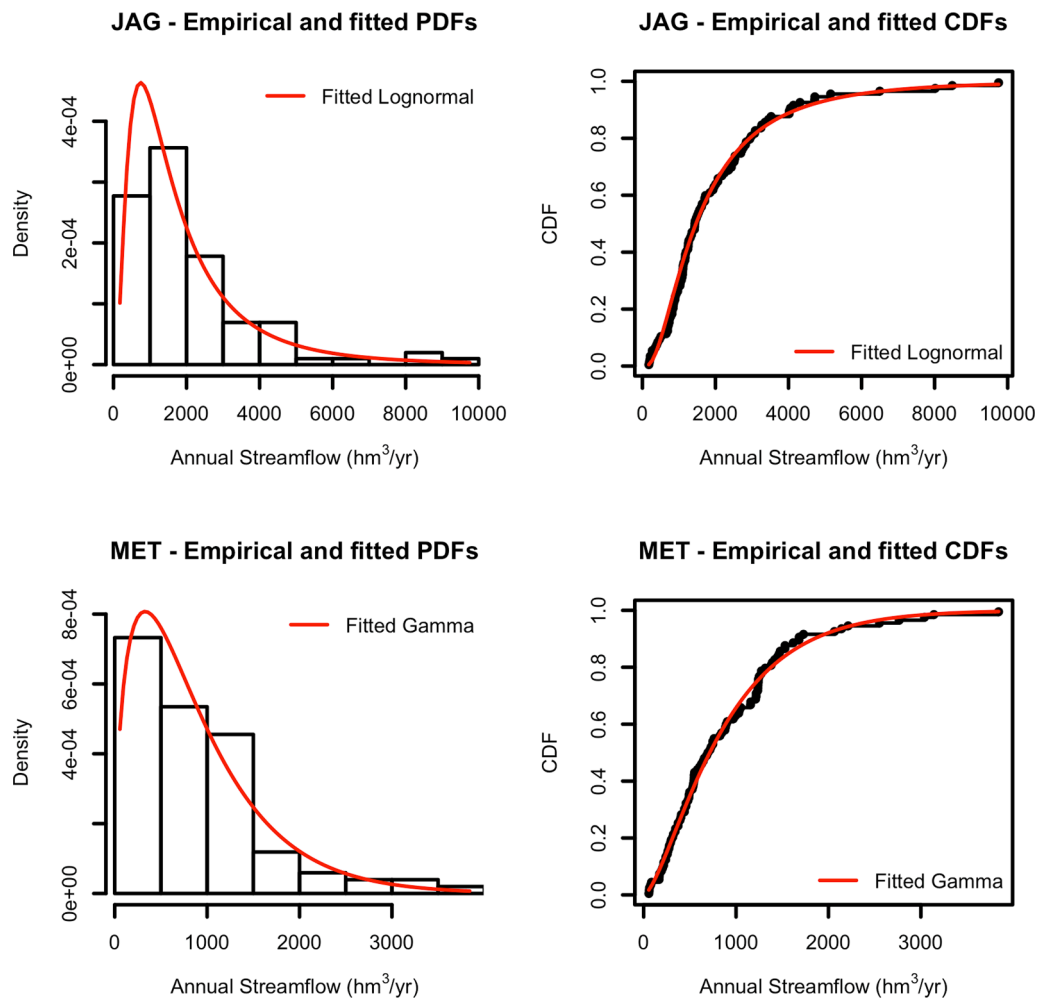 JAG - Empirical and fitted PDFs
Fitted Lognormal
Density
0e+00 2e-04 4e-04
0 2000 4000 6000 8000 10000
Annual Streamflow (hm³/yr)
JAG - Empirical and fitted CDFs
CDF
0.0 0.2 0.4 0.6 0.8 1.0
Fitted Lognormal
0 2000 4000 6000 8000 10000
Annual Streamflow (hm³/yr)
MET - Empirical and fitted PDFs
Fitted Gamma
Density
0e+00 4e-04 6e-04 8e-04
0 1000 2000 3000
Annual Streamflow (hm³/yr)
MET - Empirical and fitted CDFs
CDF
0.0 0.2 0.4 0.6 0.8 1.0
Fitted Gamma
0 1000 2000 3000
Annual Streamflow (hm³/yr)